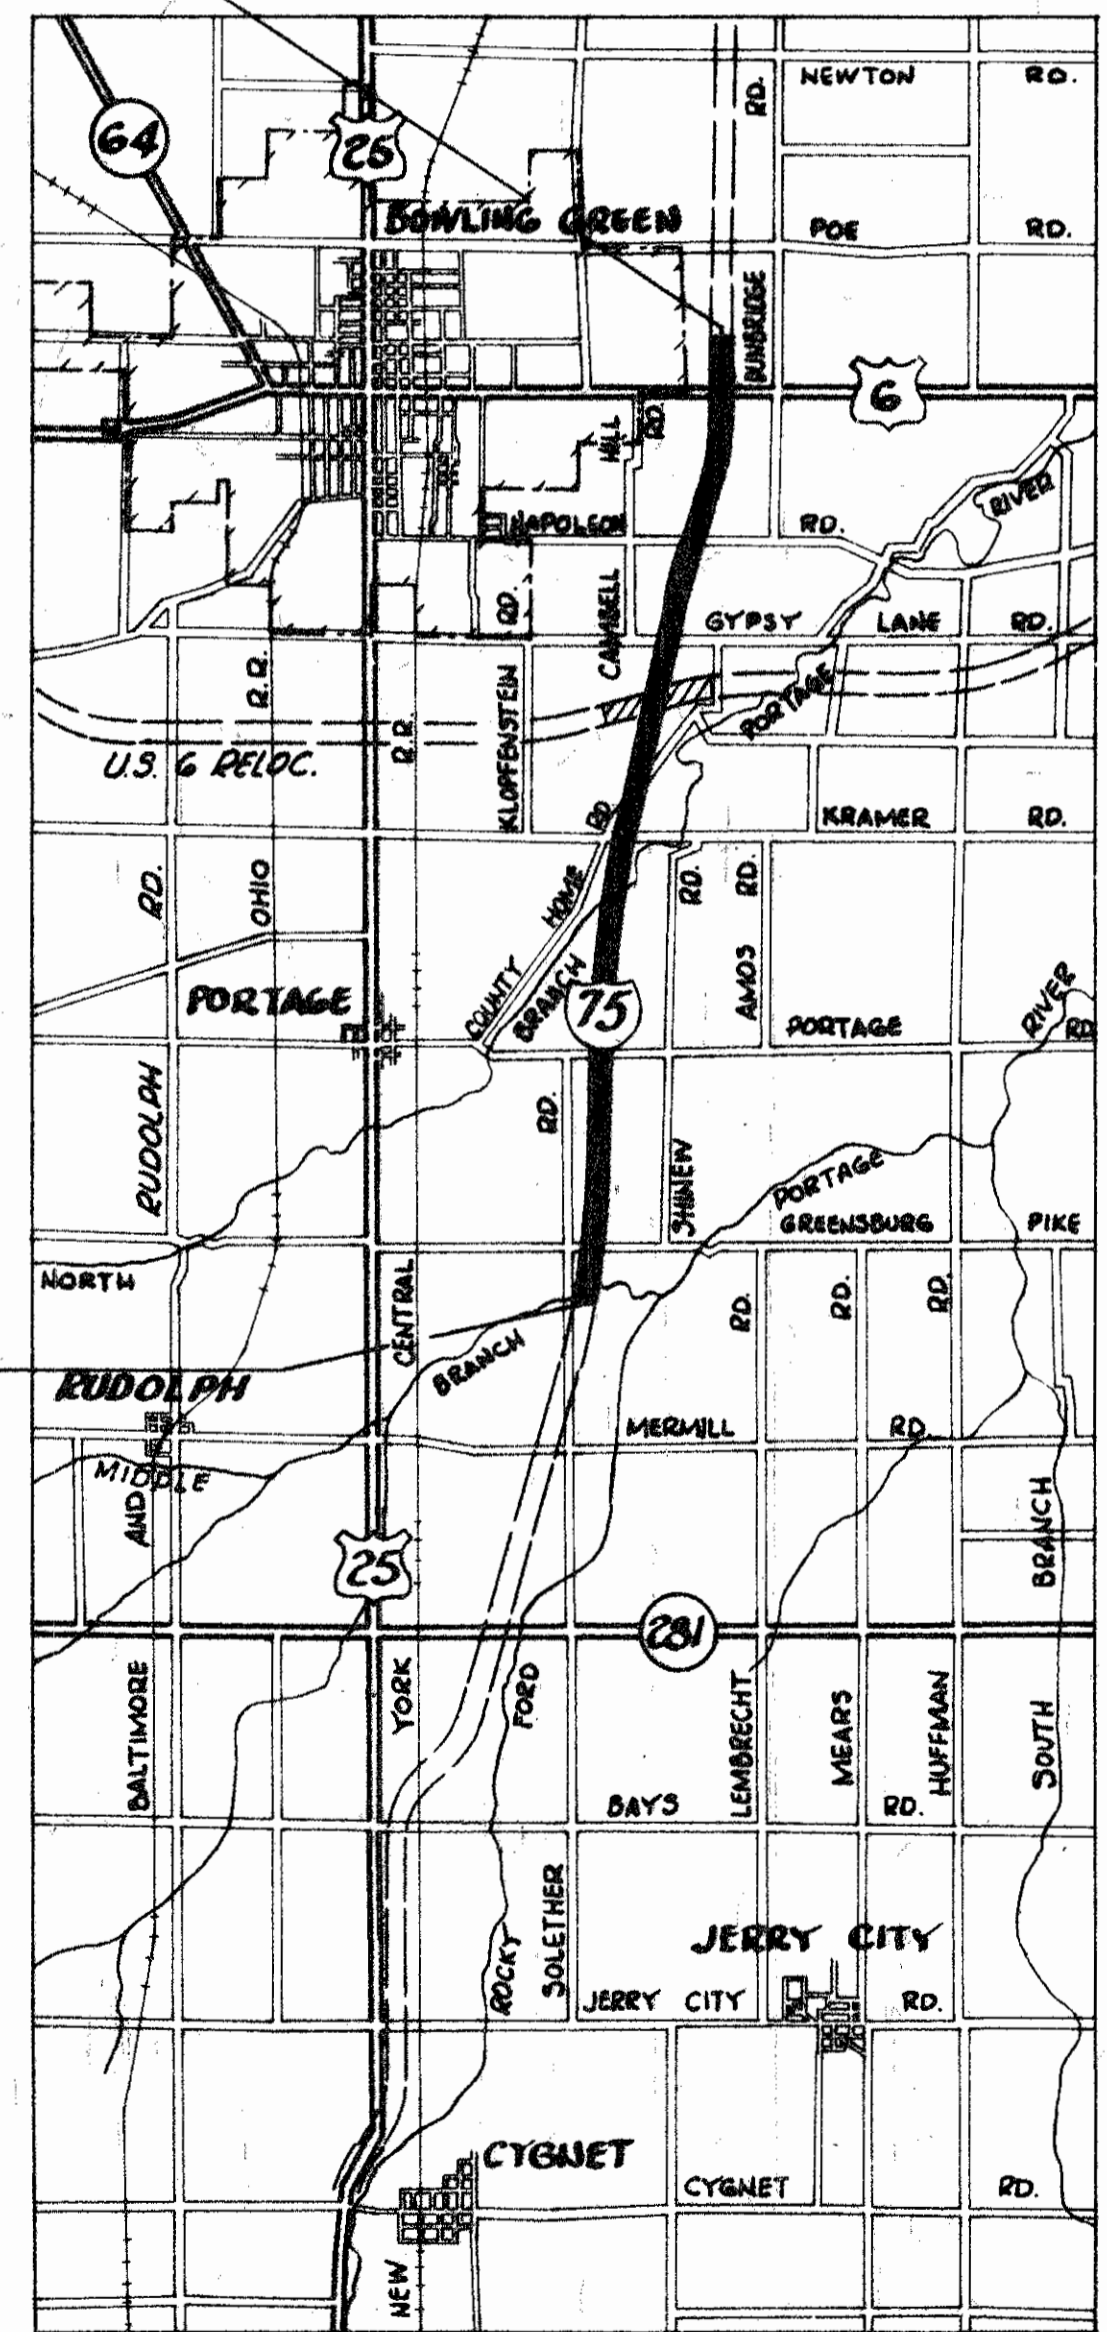 NEWTON RD.
RD.
64
25
BOWLING GREEN
POE RD.
DUNBRIDGE
6
HILL
RD.
RIVER
NAPOLEON RD.
CAMPBELL
RD.
GYPSY LANE RD.
R.R.
KLOPFENSTEIN
PORTAGE
R.R.
U.S. 6 RELOC.
RD
KRAMER RD.
RD.
OHIO
HOME
RD.
RD.
AMOS
COUNTY
BRANCH
PORTAGE
75
PORTAGE RD.
RIVER
RUDOLPH
RD.
SHINEW
PORTAGE
GREENSBURG PIKE
NORTH
CENTRAL
RD.
RD.
RD.
BRANCH
RUDOLPH
MERMILL RD.
MIDDLE
AND
BRANCH
25
281
BALTIMORE
YORK
FORD
LEMBRECHT
MEARS
HUFFMAN
SOUTH
BAYS RD.
SOLETHER
ROCKY
JERRY CITY
JERRY CITY RD.
CYGNET
CYGNET RD.
NEW